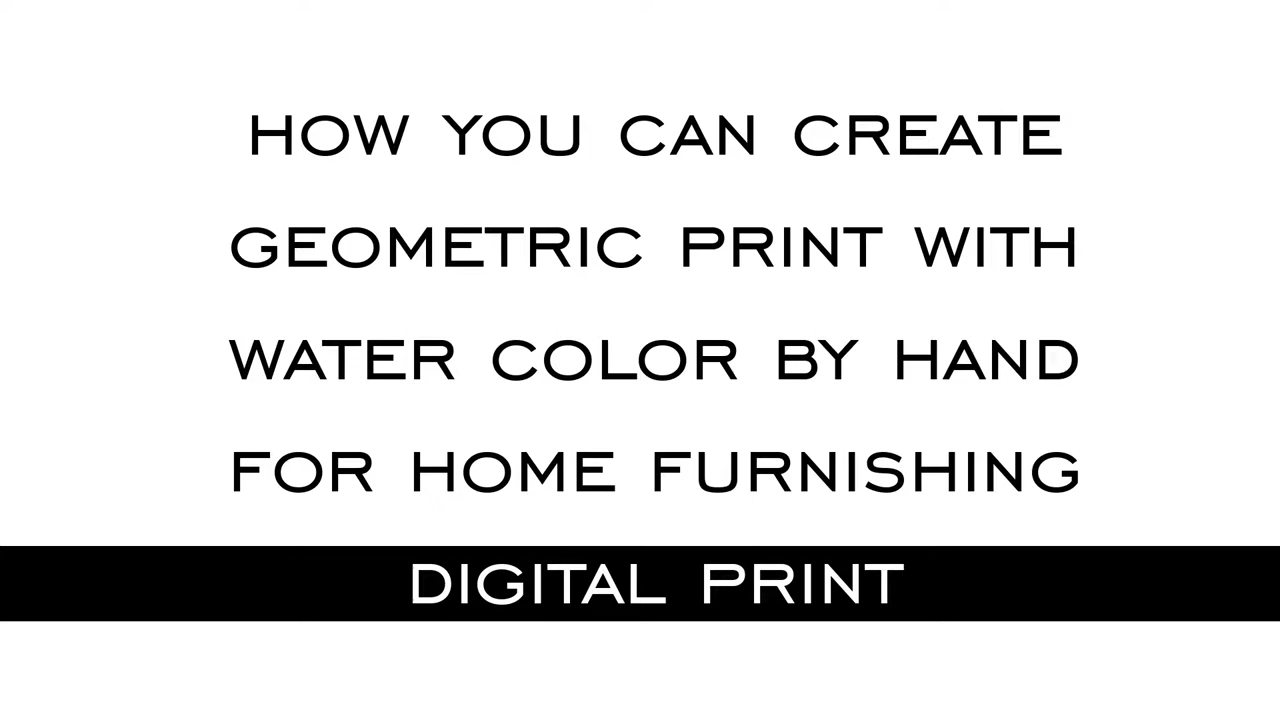 HOW YOU CAN CREATE
GEOMETRIC PRINT WITH
WATER COLOR BY HAND
FOR HOME FURNISHING
DIGITAL PRINT